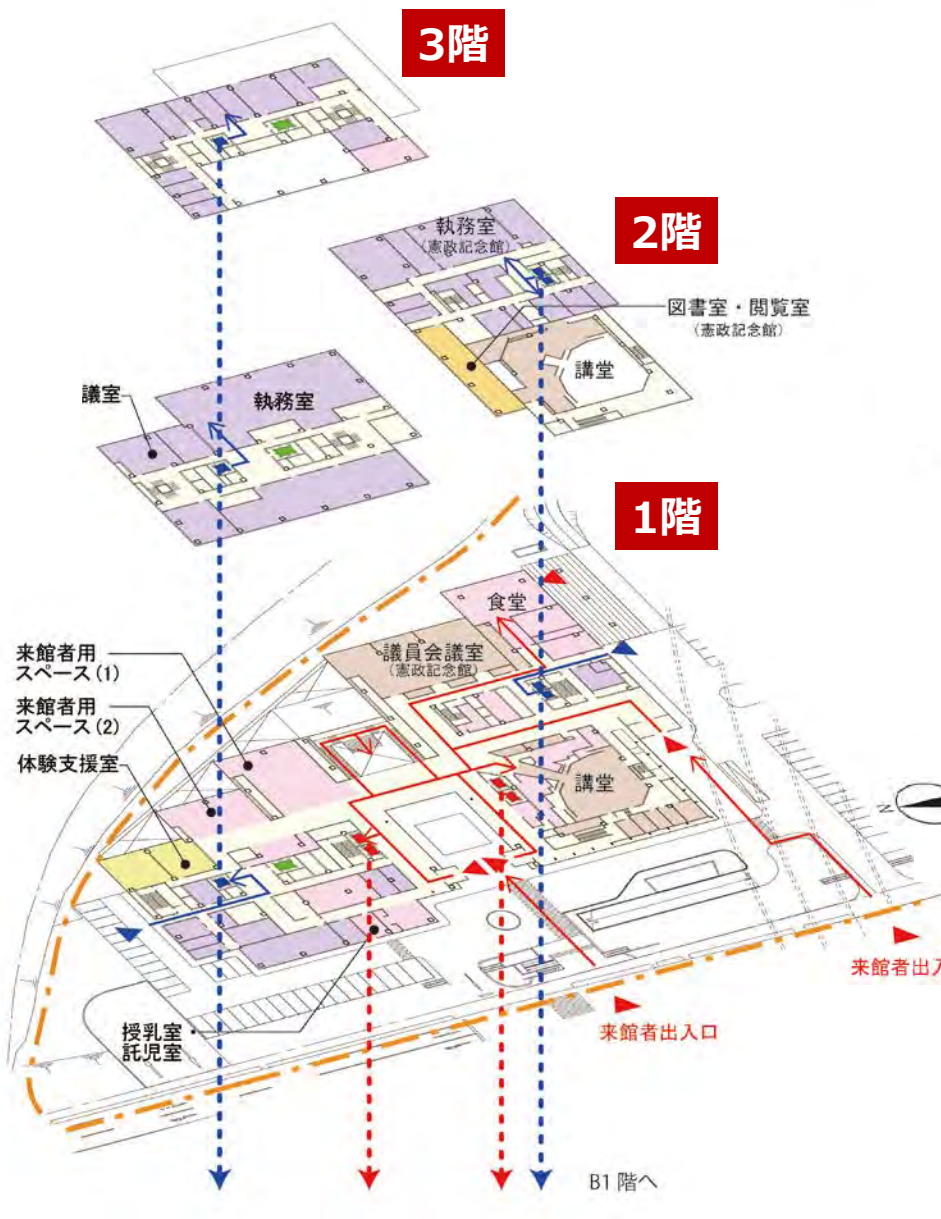 3階
2階
執務室
（憲政記念館）
図書室・閲覧室
（憲政記念館）
講堂
議室
執務室
1階
食堂
議員会議室
（憲政記念館）
来館者用
スペース(1)
来館者用
スペース(2)
体験支援室
講堂
N
来館者出入
来館者出入口
授乳室・
託児室
B1 階へ